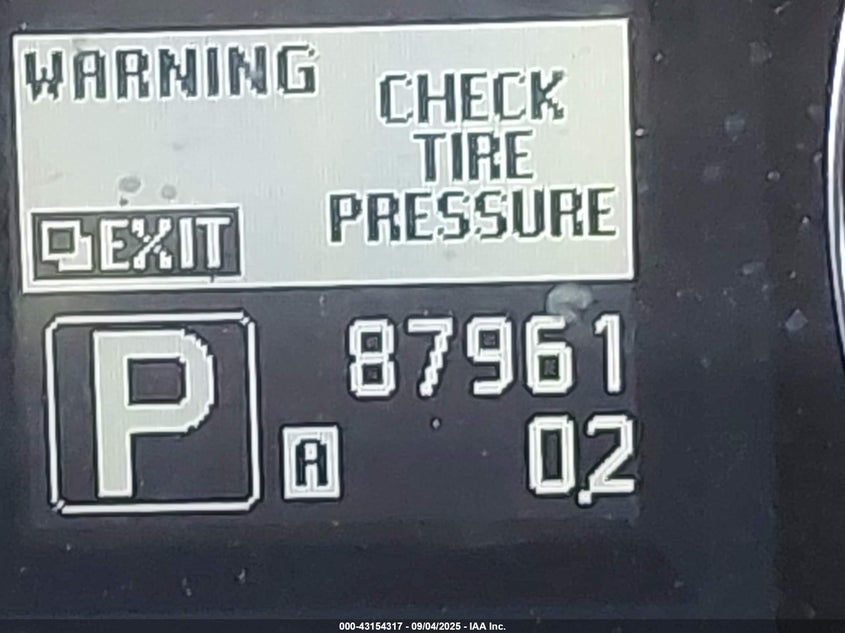 WARNING
CHECK
TIRE
PRESSURE
EXIT
P
87961
A
0.2
000-43154317 - 09/04/2025 - IAA Inc.